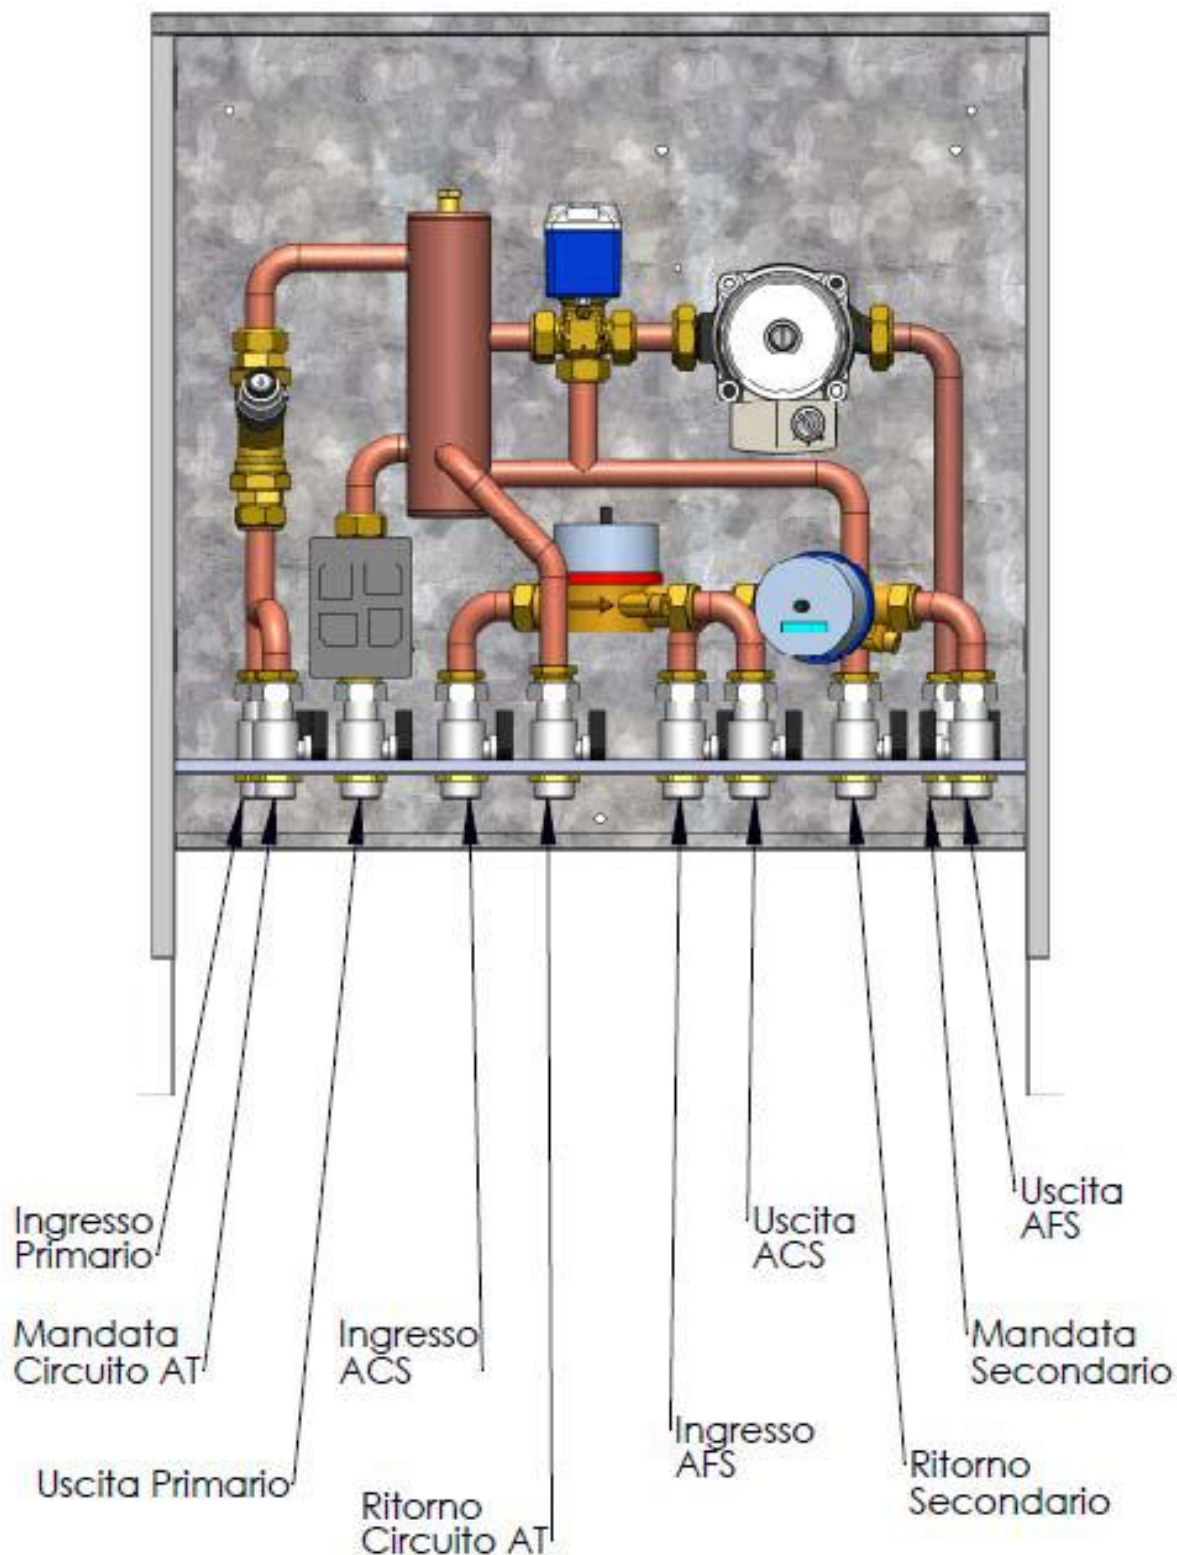 Ingresso
Primario
Mandata
Circuito AT
Uscita Primario
Ingresso
ACS
Ritorno
Circuito AT
Ingresso
AFS
Uscita
ACS
Ritorno
Secondario
Mandata
Secondario
Uscita
AFS